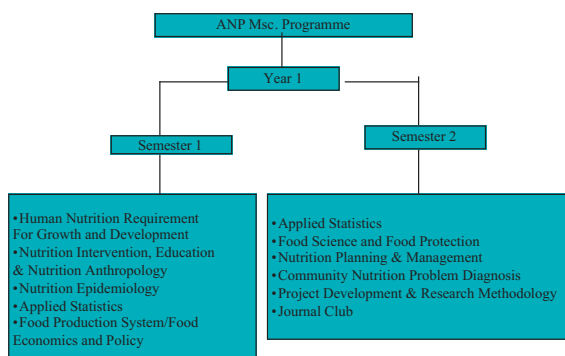 ANP Msc. Programme
Year 1
Semester 1
Semester 2
•Human Nutrition Requirement
For Growth and Development
•Nutrition Intervention, Education
& Nutrition Anthropology
•Nutrition Epidemiology
•Applied Statistics
•Food Production System/Food
Economics and Policy
•Applied Statistics
•Food Science and Food Protection
•Nutrition Planning & Management
•Community Nutrition Problem Diagnosis
•Project Development & Research Methodology
•Journal Club